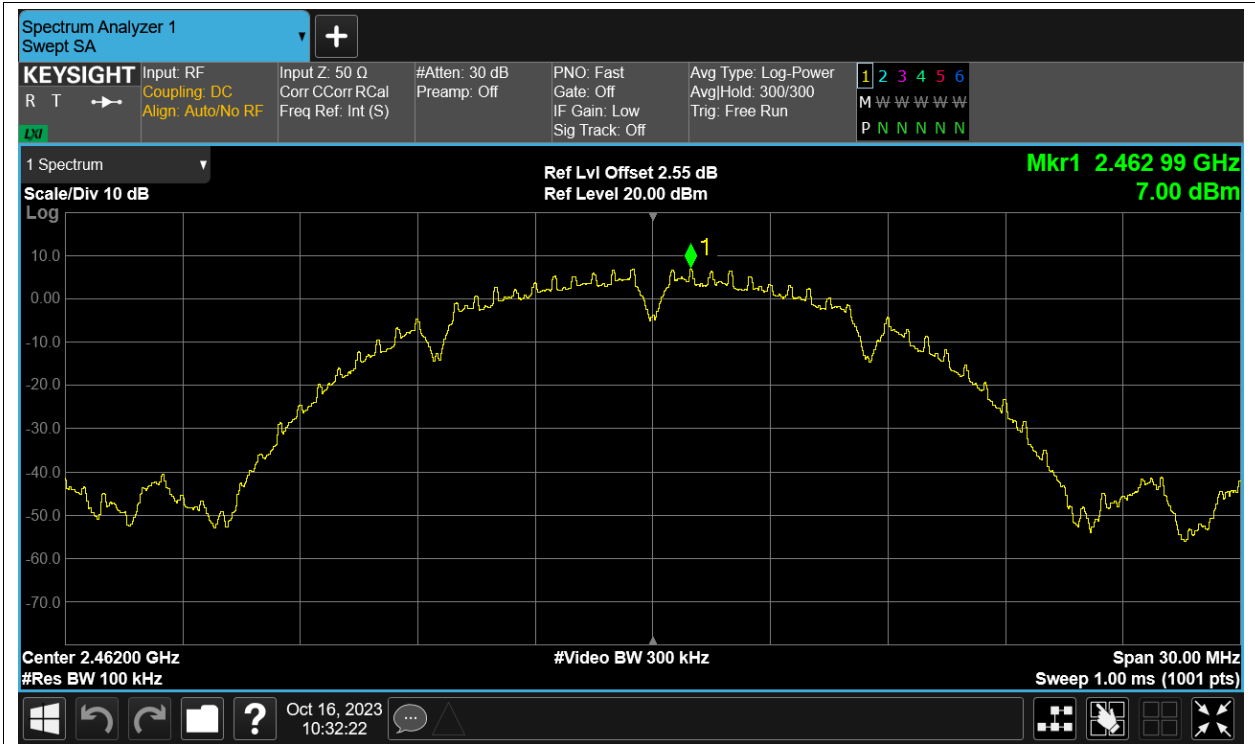 Spectrum Analyzer 1
Swept SA
+
KEYSIGHT
R T
LXI
Input: RF
Coupling: DC
Align: Auto/No RF
Input Z: 50 Ω
Corr CCorr RCal
Freq Ref: Int (S)
#Atten: 30 dB
Preamp: Off
PNO: Fast
Gate: Off
IF Gain: Low
Sig Track: Off
Avg Type: Log-Power
Avg|Hold: 300/300
Trig: Free Run
1 2 3 4 5 6
M W W W W W
P N N N N N
1 Spectrum
Scale/Div 10 dB
Log
Ref Lvl Offset 2.55 dB
Ref Level 20.00 dBm
Mkr1 2.462 99 GHz
7.00 dBm
1
10.0
0.00
-10.0
-20.0
-30.0
-40.0
-50.0
-60.0
-70.0
Center 2.46200 GHz
#Res BW 100 kHz
#Video BW 300 kHz
Span 30.00 MHz
Sweep 1.00 ms (1001 pts)
?
Oct 16, 2023
10:32:22